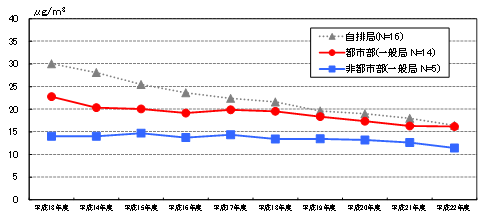 μg/m³
40
35
30
25
20
15
10
5
0
自排局(N=16)
都市部(一般局 N=14)
非都市部(一般局 N=5)
平成13年度 平成14年度 平成15年度 平成16年度 平成17年度 平成18年度 平成19年度 平成20年度 平成21年度 平成22年度